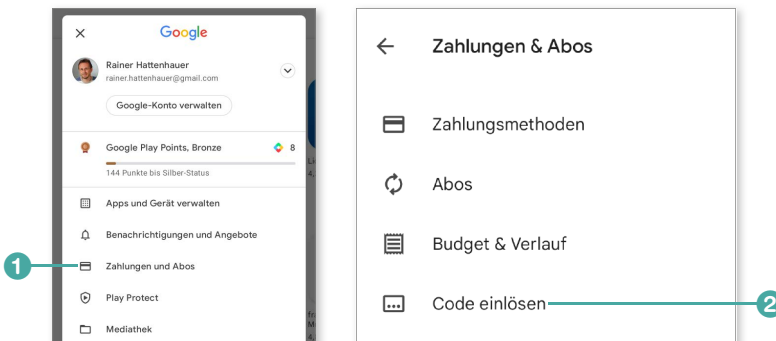 Google
Rainer Hattenhauer
rainer.hattenhauer@gmail.com
Google-Konto verwalten
Google Play Points, Bronze 8
144 Punkte bis Silber-Status
Apps und Gerät verwalten
Benachrichtigungen und Angebote
1 Zahlungen und Abos
Play Protect
Mediathek
Zahlungen & Abos
Zahlungsmethoden
Abos
Budget & Verlauf
Code einlösen 2